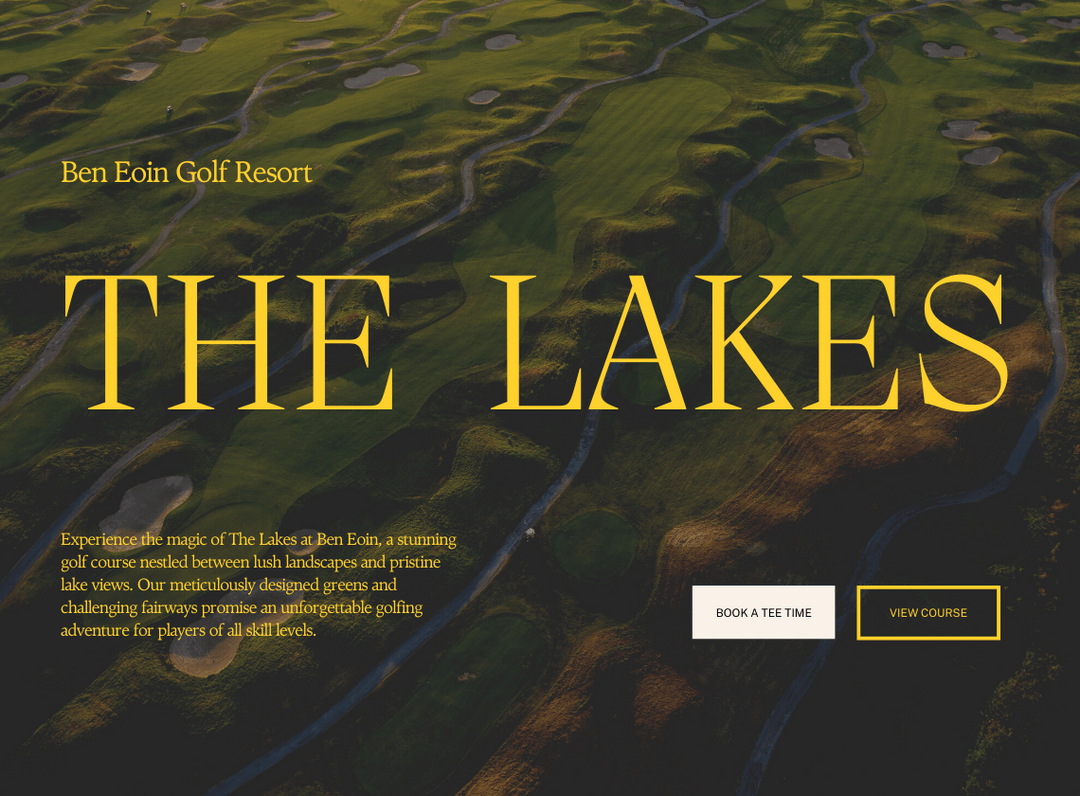 Ben Eoin Golf Resort
THE LAKES
Experience the magic of The Lakes at Ben Eoin, a stunning
golf course nestled between lush landscapes and pristine
lake views. Our meticulously designed greens and
challenging fairways promise an unforgettable golfing
adventure for players of all skill levels.
BOOK A TEE TIME
VIEW COURSE